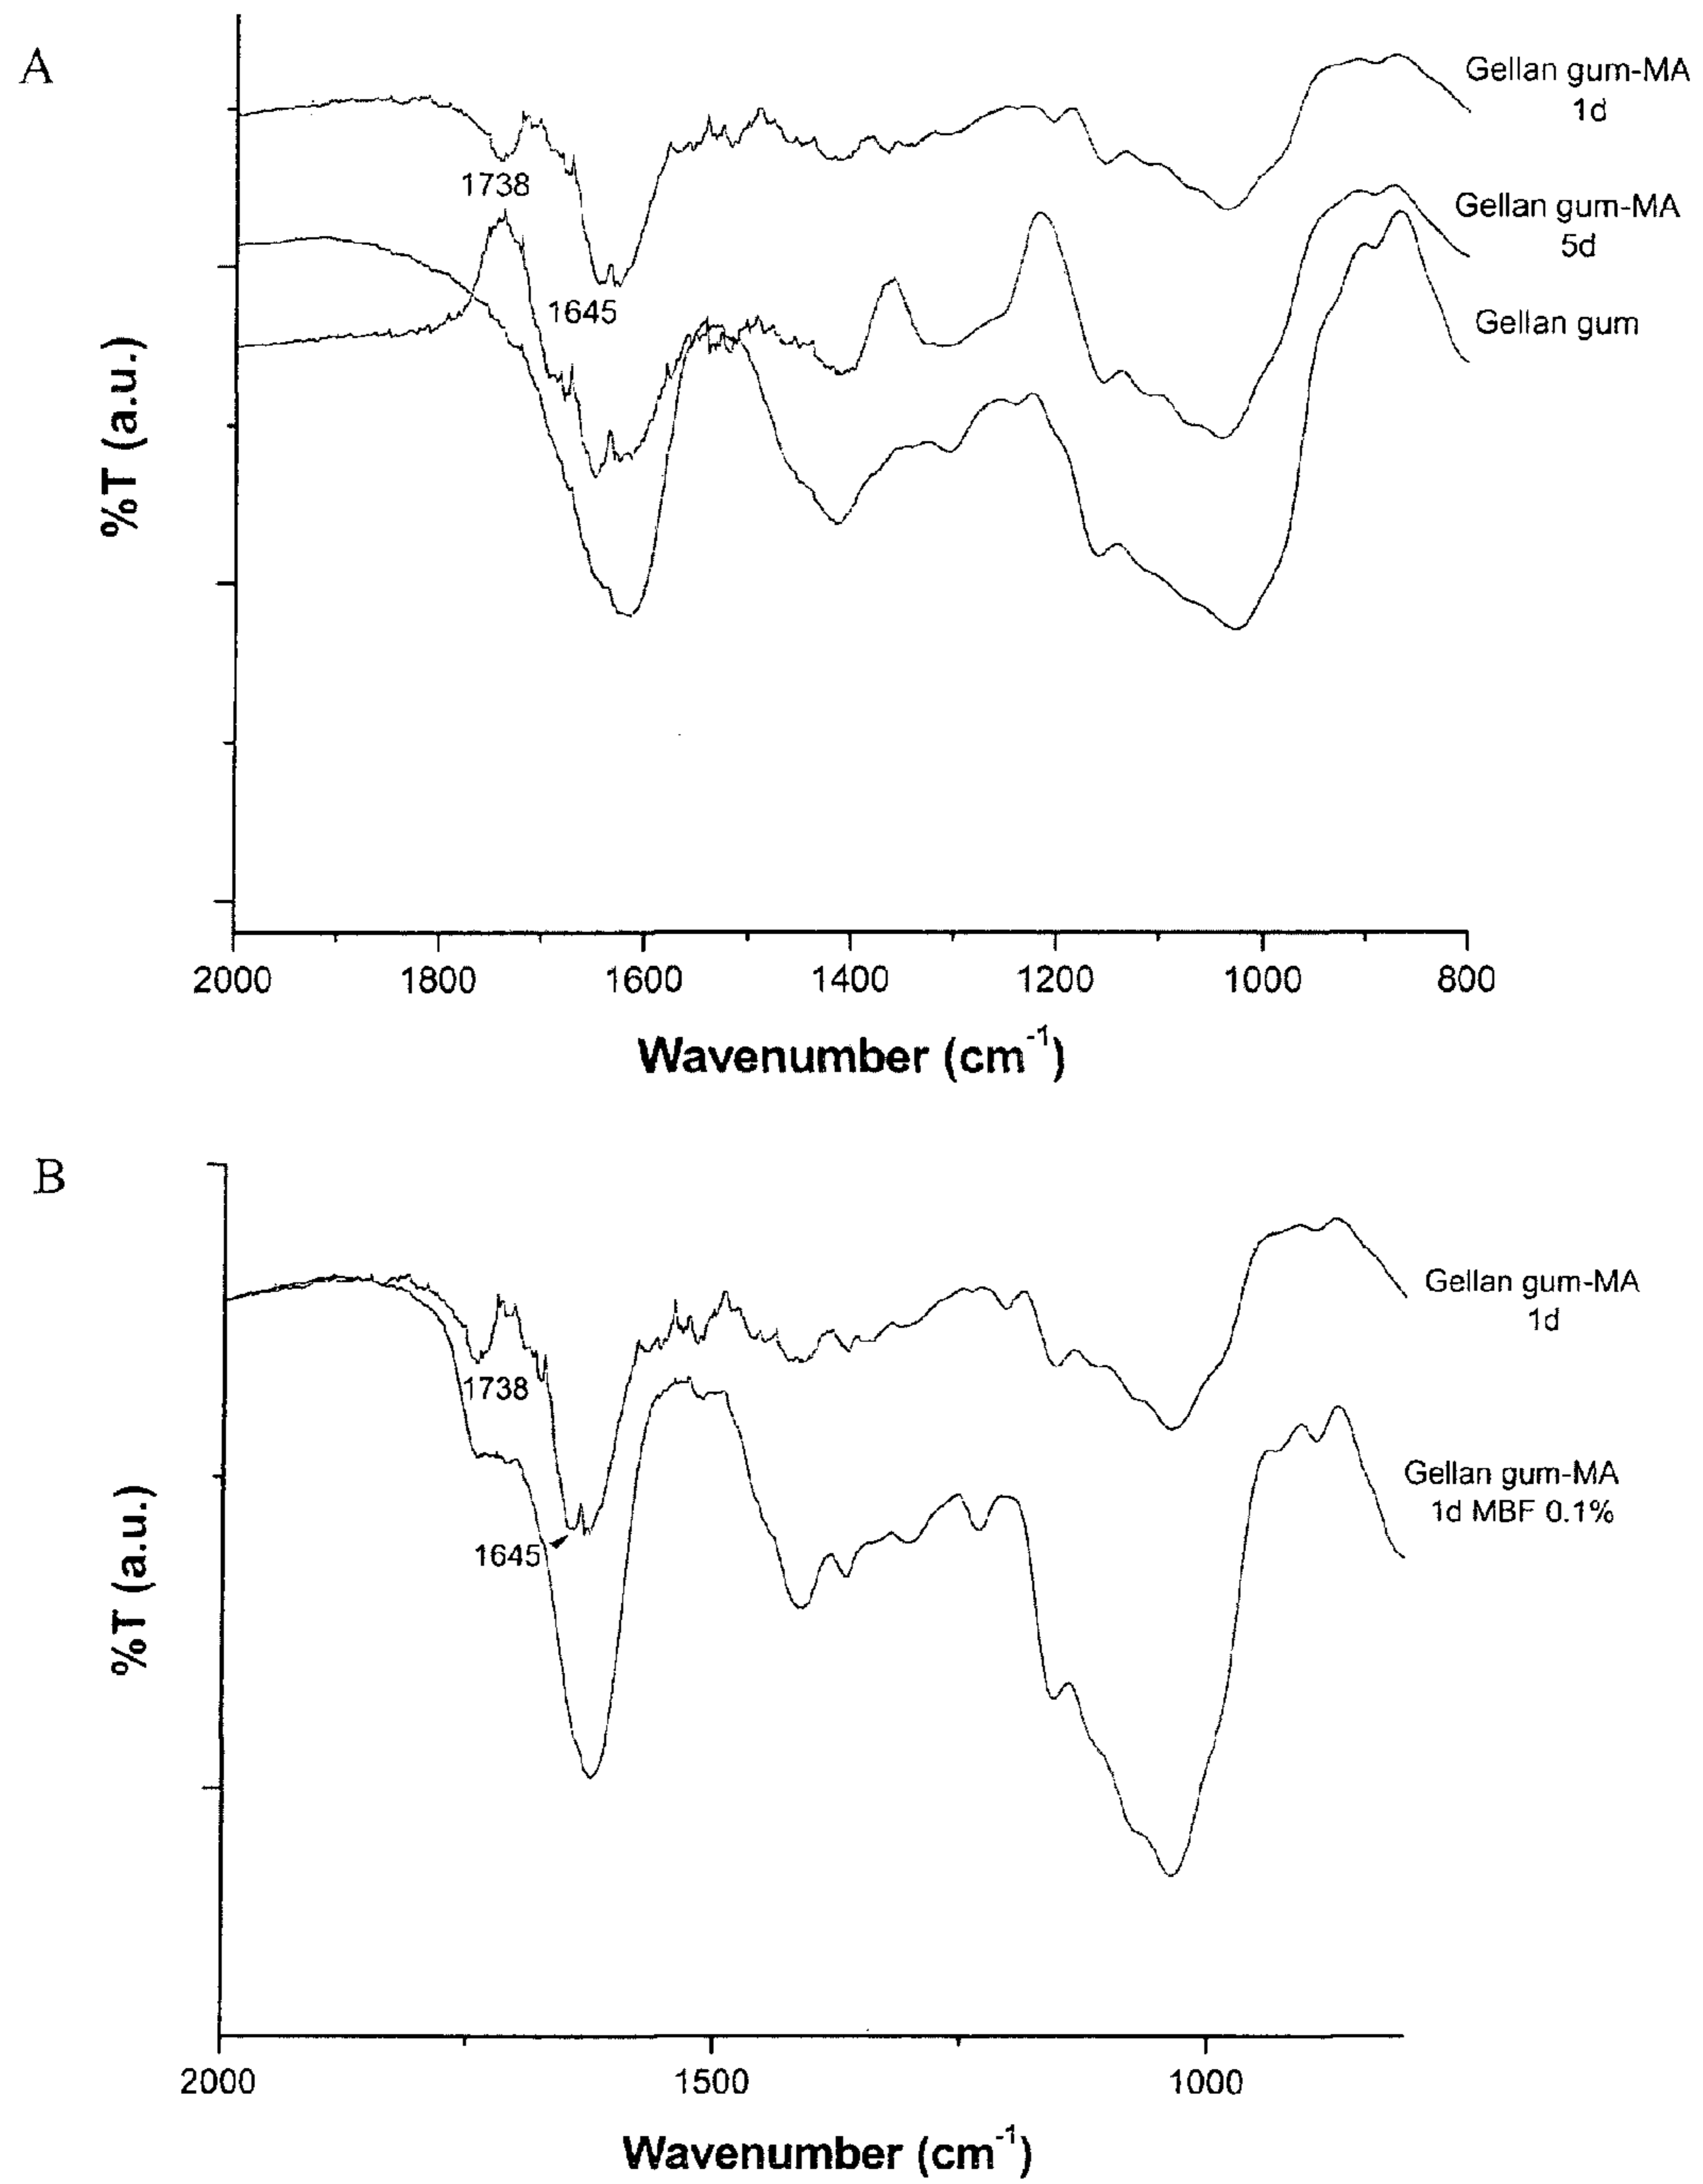 A
Gellan gum-MA
1d
1738
Gellan gum-MA
5d
1645
Gellan gum
%T (a.u.)
2000 1800 1600 1400 1200 1000 800
Wavenumber (cm-1)
B
Gellan gum-MA
1d
1738
Gellan gum-MA
1d MBF 0.1%
1645
%T (a.u.)
2000 1500 1000
Wavenumber (cm-1)